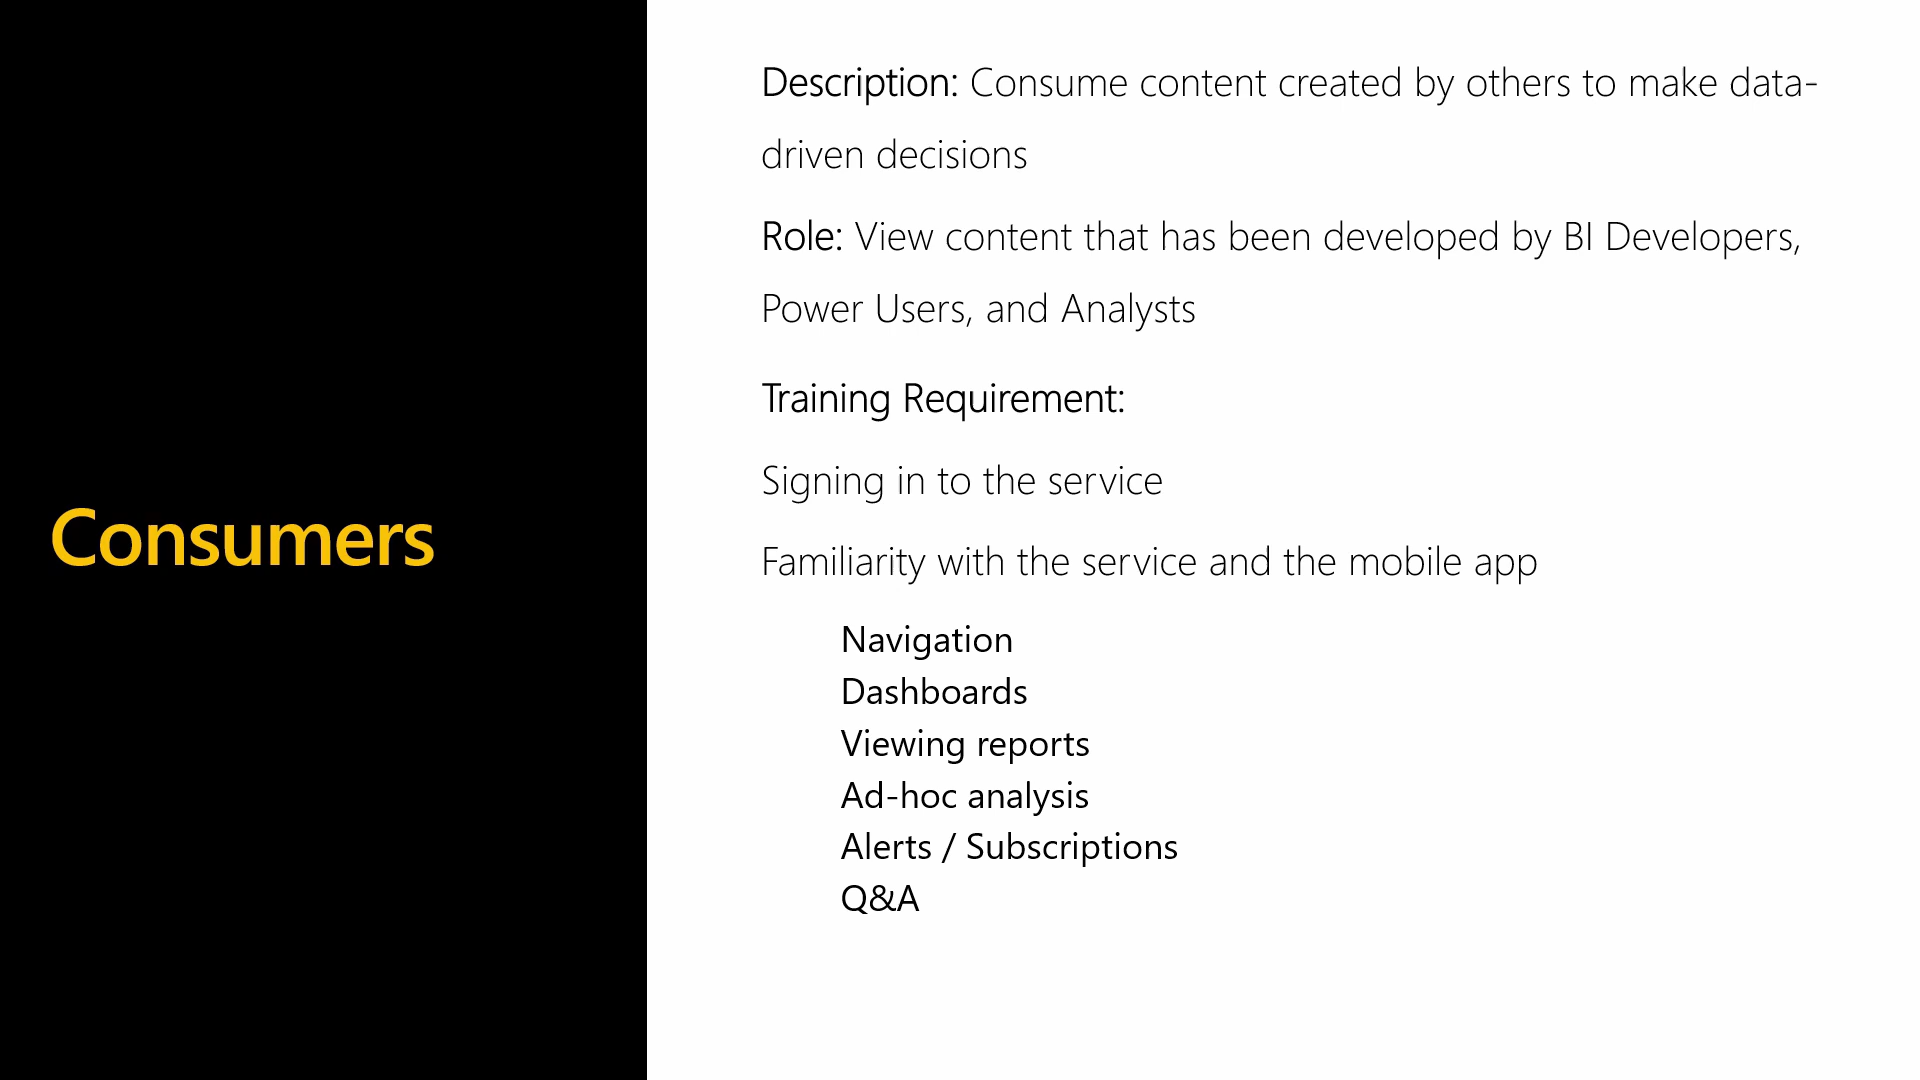 Consumers
Description: Consume content created by others to make data-
driven decisions
Role: View content that has been developed by BI Developers,
Power Users, and Analysts
Training Requirement:
Signing in to the service
Familiarity with the service and the mobile app
Navigation
Dashboards
Viewing reports
Ad-hoc analysis
Alerts / Subscriptions
Q&A